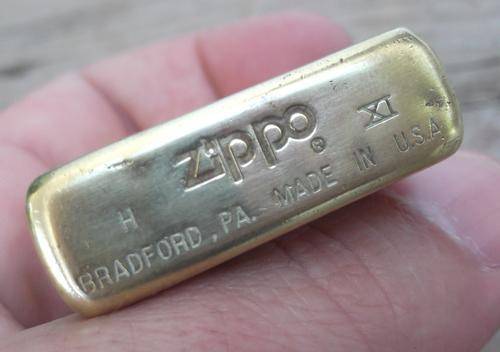 zippo ®
H XI
BRADFORD, PA. MADE IN U.S.A.